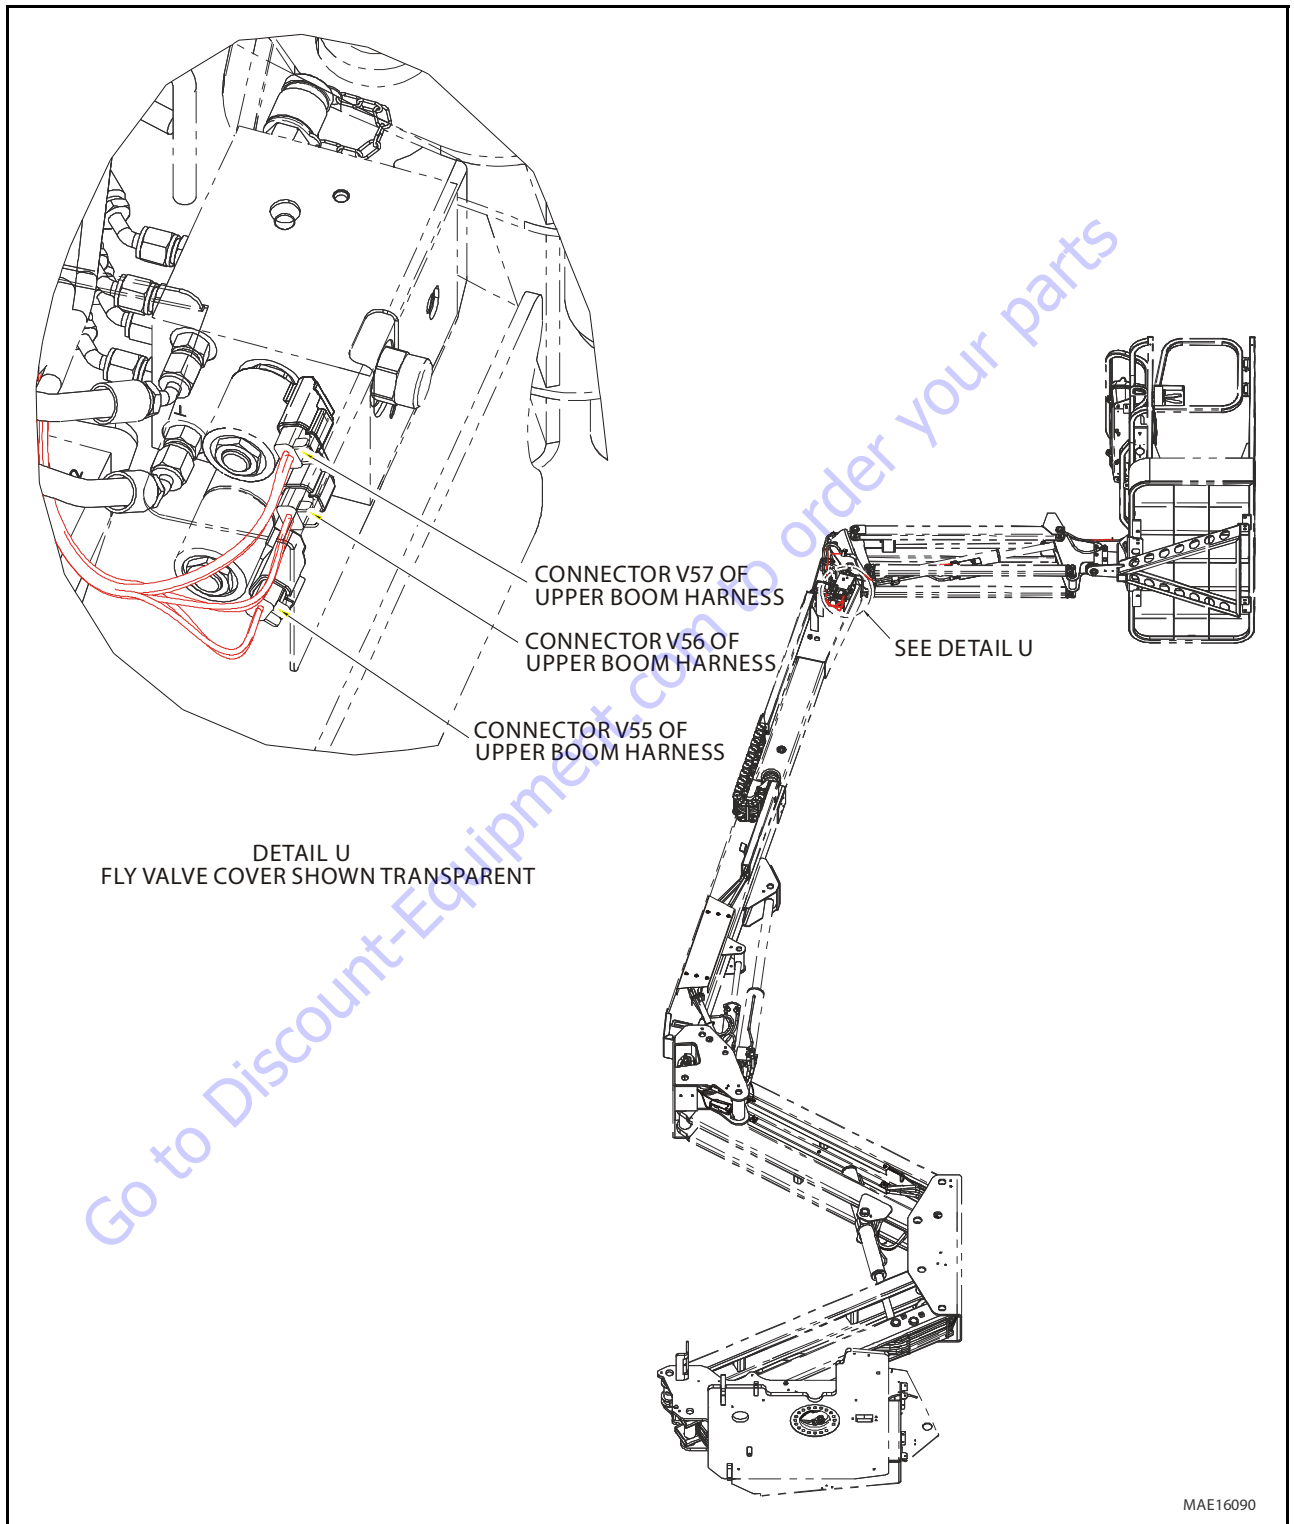 CONNECTOR V57 OF
UPPER BOOM HARNESS
CONNECTOR V56 OF
UPPER BOOM HARNESS
SEE DETAIL U
CONNECTOR V55 OF
UPPER BOOM HARNESS
DETAIL U
FLY VALVE COVER SHOWN TRANSPARENT
Go to Discount-Equipment.com to order your parts
MAE16090